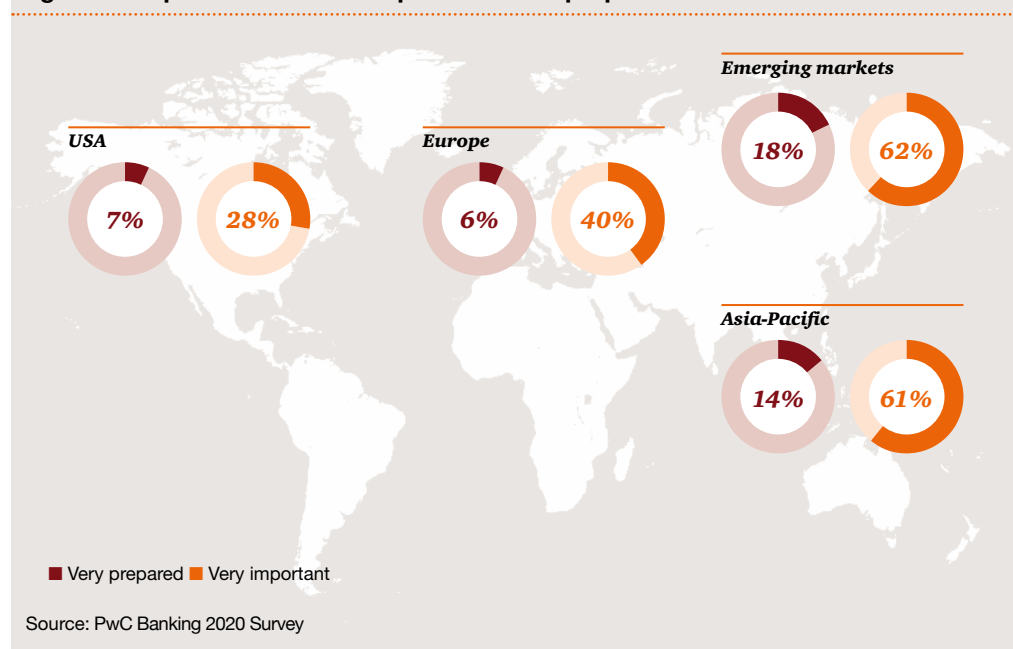 Emerging markets
18% 62%
USA
7% 28%
Europe
6% 40%
Asia-Pacific
14% 61%
Very prepared Very important
Source: PwC Banking 2020 Survey